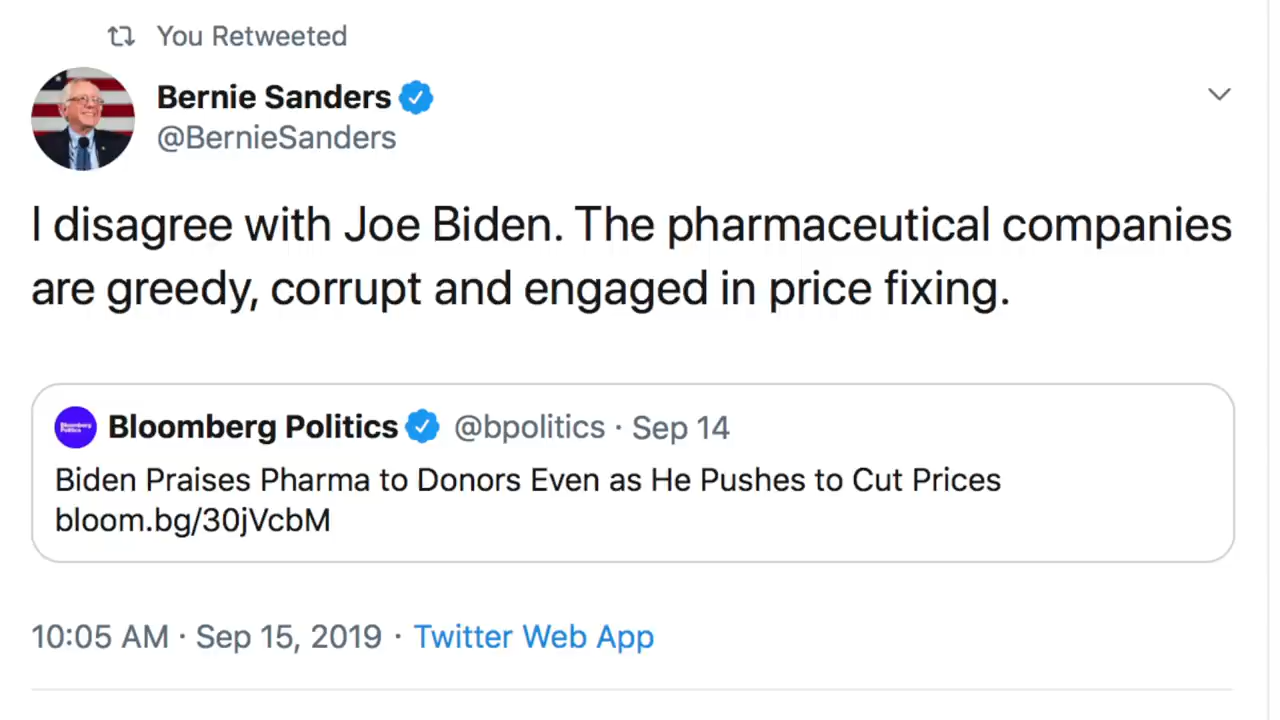 You Retweeted
Bernie Sanders
@BernieSanders
I disagree with Joe Biden. The pharmaceutical companies
are greedy, corrupt and engaged in price fixing.
Bloomberg Politics
Bloomberg Politics @bpolitics · Sep 14
Biden Praises Pharma to Donors Even as He Pushes to Cut Prices
bloom.bg/30jVcbM
10:05 AM · Sep 15, 2019 · Twitter Web App